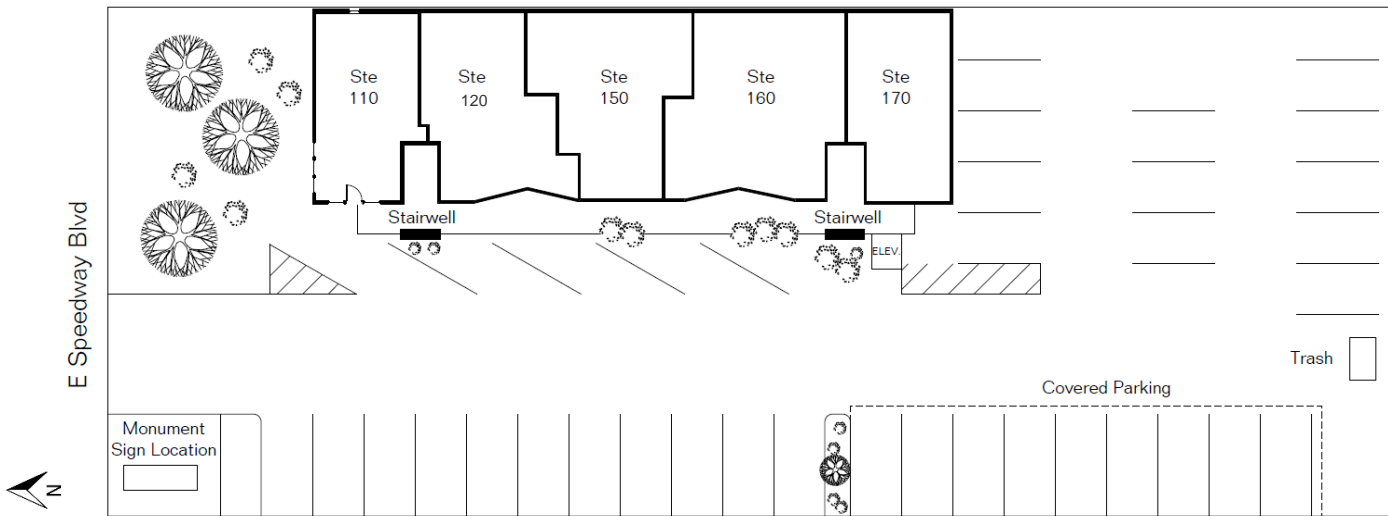 Ste
110
Ste
120
Ste
150
Ste
160
Ste
170
Stairwell
Stairwell
ELEV.
E Speedway Blvd
Trash
Covered Parking
Monument
Sign Location
N